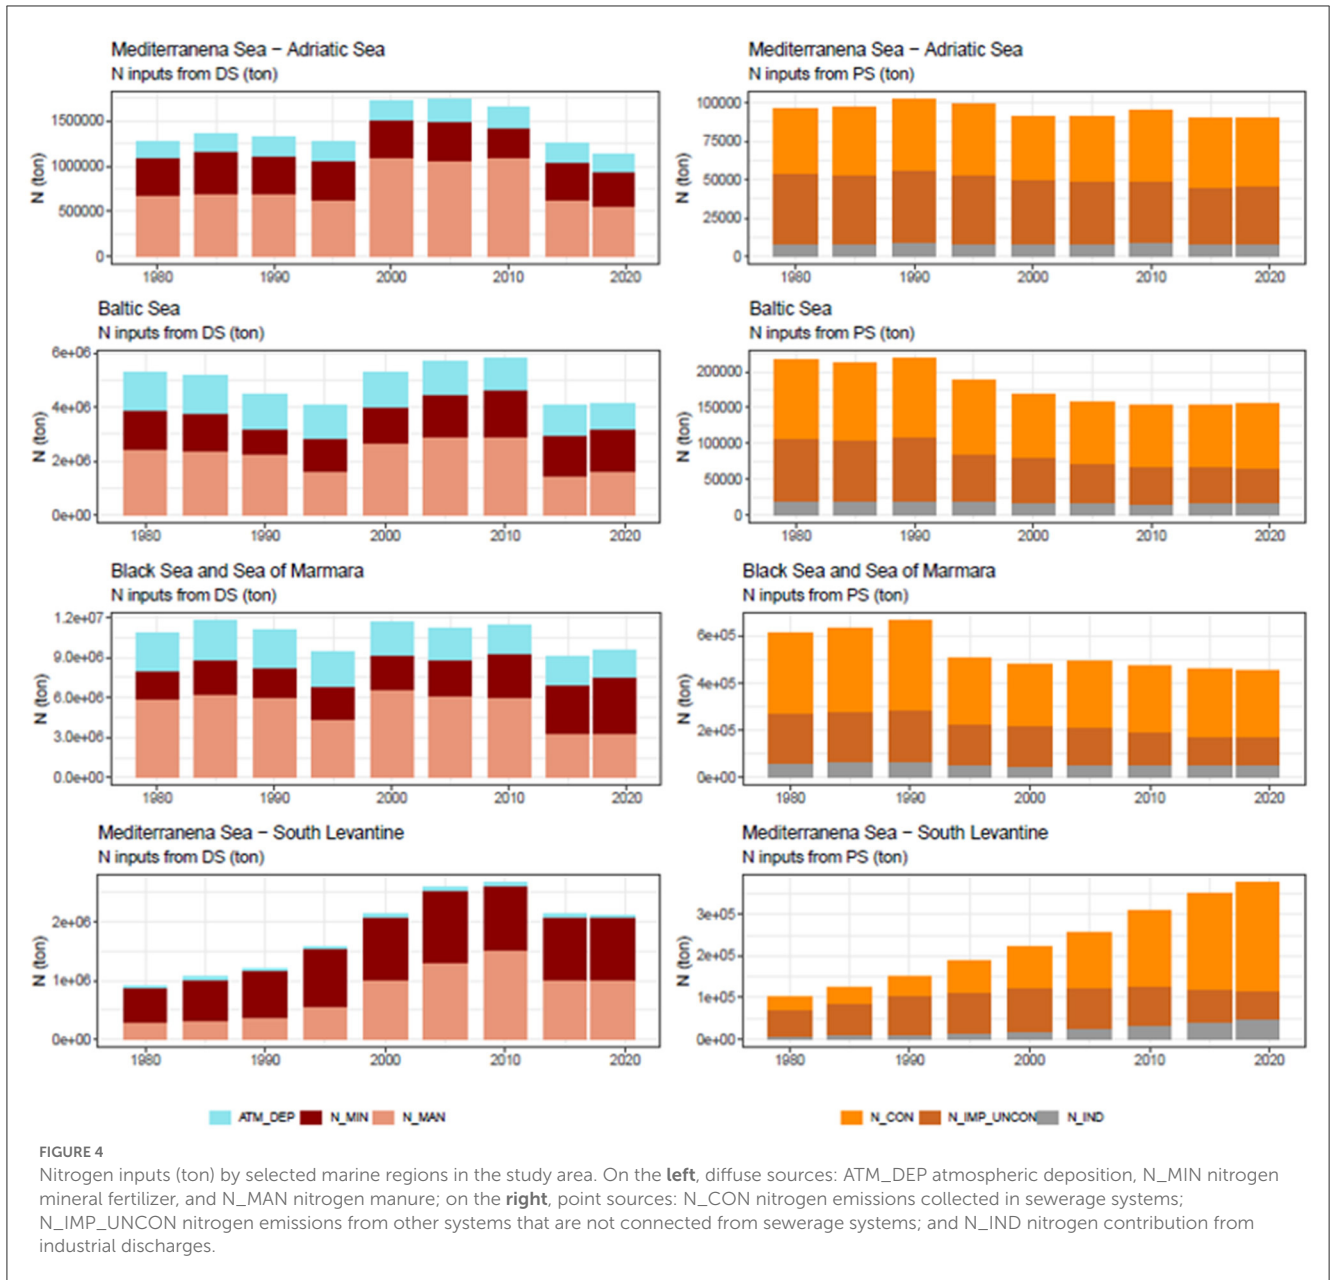 Mediterranena Sea − Adriatic Sea
N inputs from DS (ton)
N (ton)
1500000
1000000
500000
0
1980
1990
2000
2010
2020
Mediterranena Sea − Adriatic Sea
N inputs from PS (ton)
N (ton)
100000
75000
50000
25000
0
1980
1990
2000
2010
2020
Baltic Sea
N inputs from DS (ton)
N (ton)
6e+06
4e+06
2e+06
0e+00
1980
1990
2000
2010
2020
Baltic Sea
N inputs from PS (ton)
N (ton)
200000
150000
100000
50000
0
1980
1990
2000
2010
2020
Black Sea and Sea of Marmara
N inputs from DS (ton)
N (ton)
1.2e+07
9.0e+06
6.0e+06
3.0e+06
0.0e+00
1980
1990
2000
2010
2020
Black Sea and Sea of Marmara
N inputs from PS (ton)
N (ton)
6e+05
4e+05
2e+05
0e+00
1980
1990
2000
2010
2020
Mediterranena Sea − South Levantine
N inputs from DS (ton)
N (ton)
2e+06
1e+06
0e+00
1980
1990
2000
2010
2020
Mediterranena Sea − South Levantine
N inputs from PS (ton)
N (ton)
3e+05
2e+05
1e+05
0e+00
1980
1990
2000
2010
2020
ATM_DEP N_MIN N_MAN
N_CON N_IMP_UNCON N_IND
FIGURE 4
Nitrogen inputs (ton) by selected marine regions in the study area. On the left, diffuse sources: ATM_DEP atmospheric deposition, N_MIN nitrogen
mineral fertilizer, and N_MAN nitrogen manure; on the right, point sources: N_CON nitrogen emissions collected in sewerage systems;
N_IMP_UNCON nitrogen emissions from other systems that are not connected from sewerage systems; and N_IND nitrogen contribution from
industrial discharges.